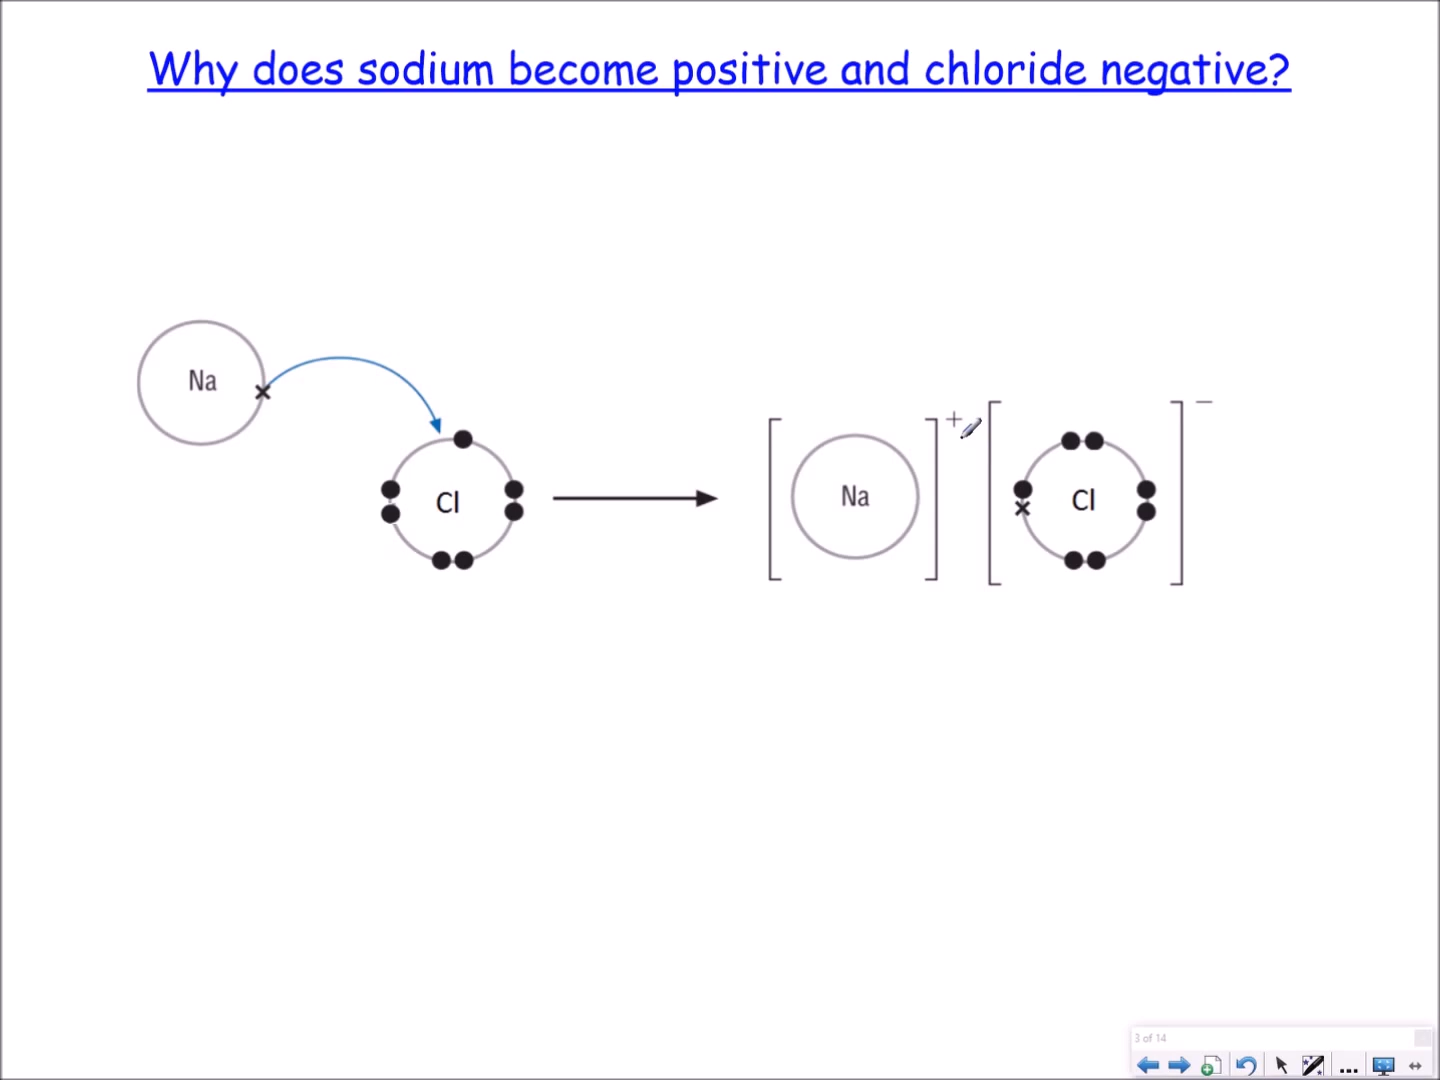 Why does sodium become positive and chloride negative?
Na
Cl
Na
+
Cl
−
3 of 14
...